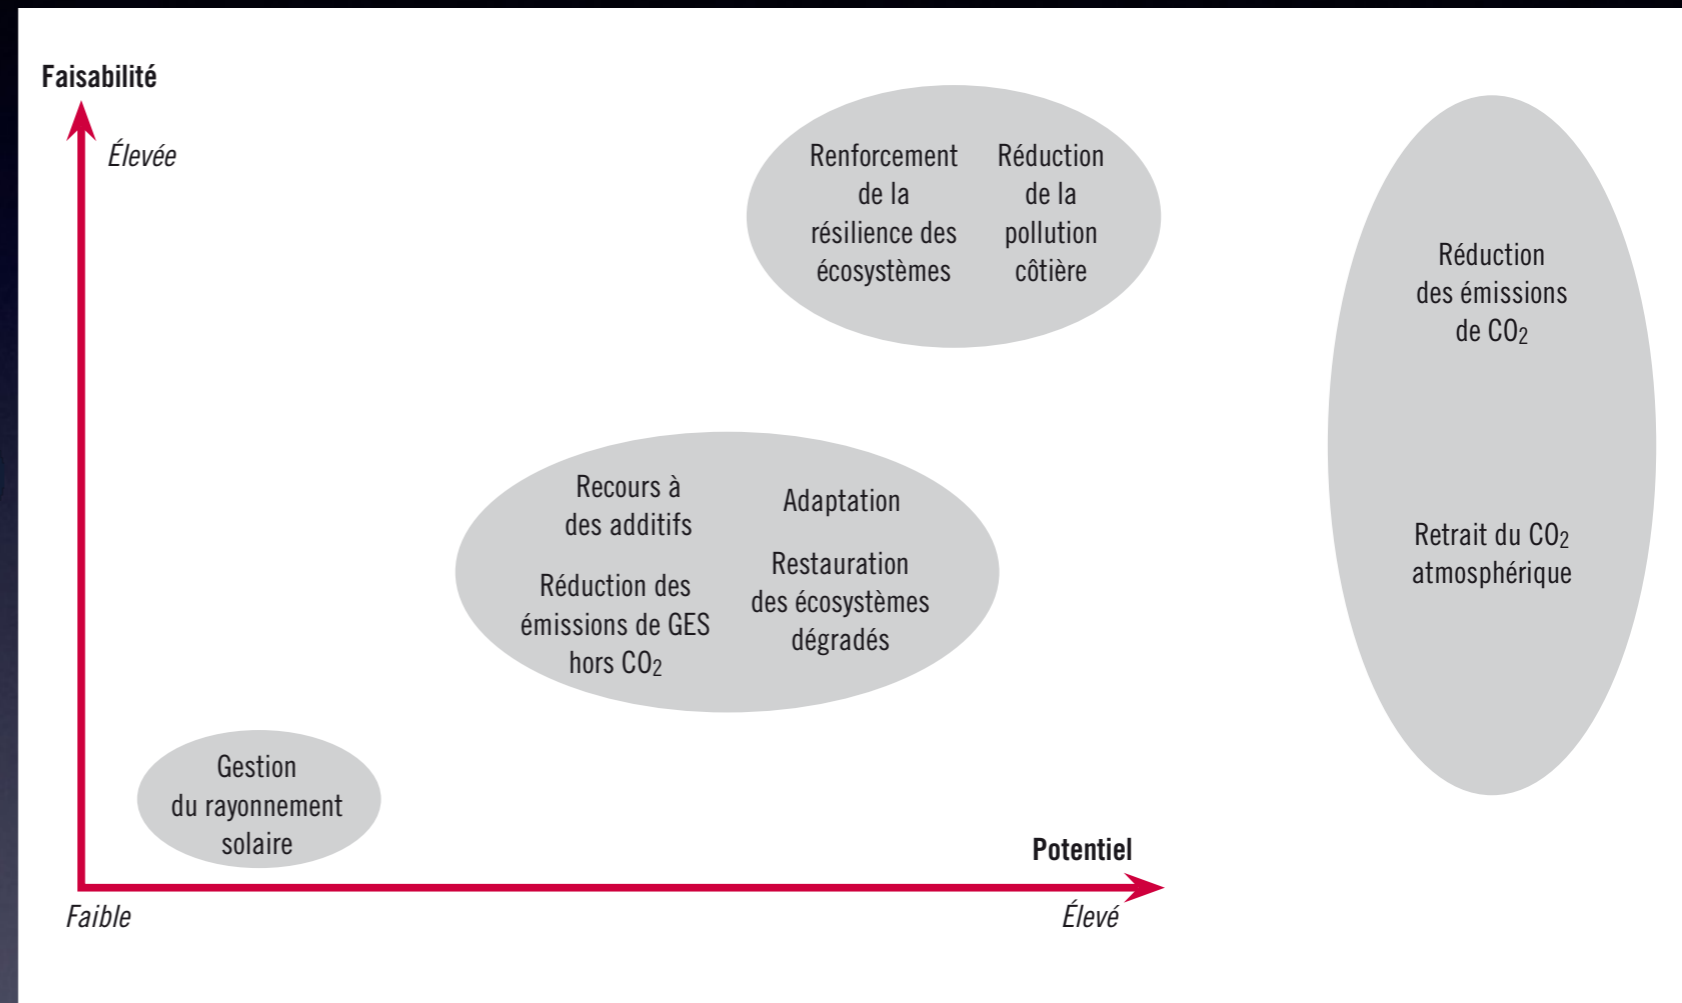 Faisabilité
Élevée
Renforcement
de la
résilience des
écosystèmes
Réduction
de la
pollution
côtière
Réduction
des émissions
de CO2
Retrait du CO2
atmosphérique
Recours à
des additifs
Adaptation
Réduction des
émissions de GES
hors CO2
Restauration
des écosystèmes
dégradés
Gestion
du rayonnement
solaire
Potentiel
Faible
Élevé